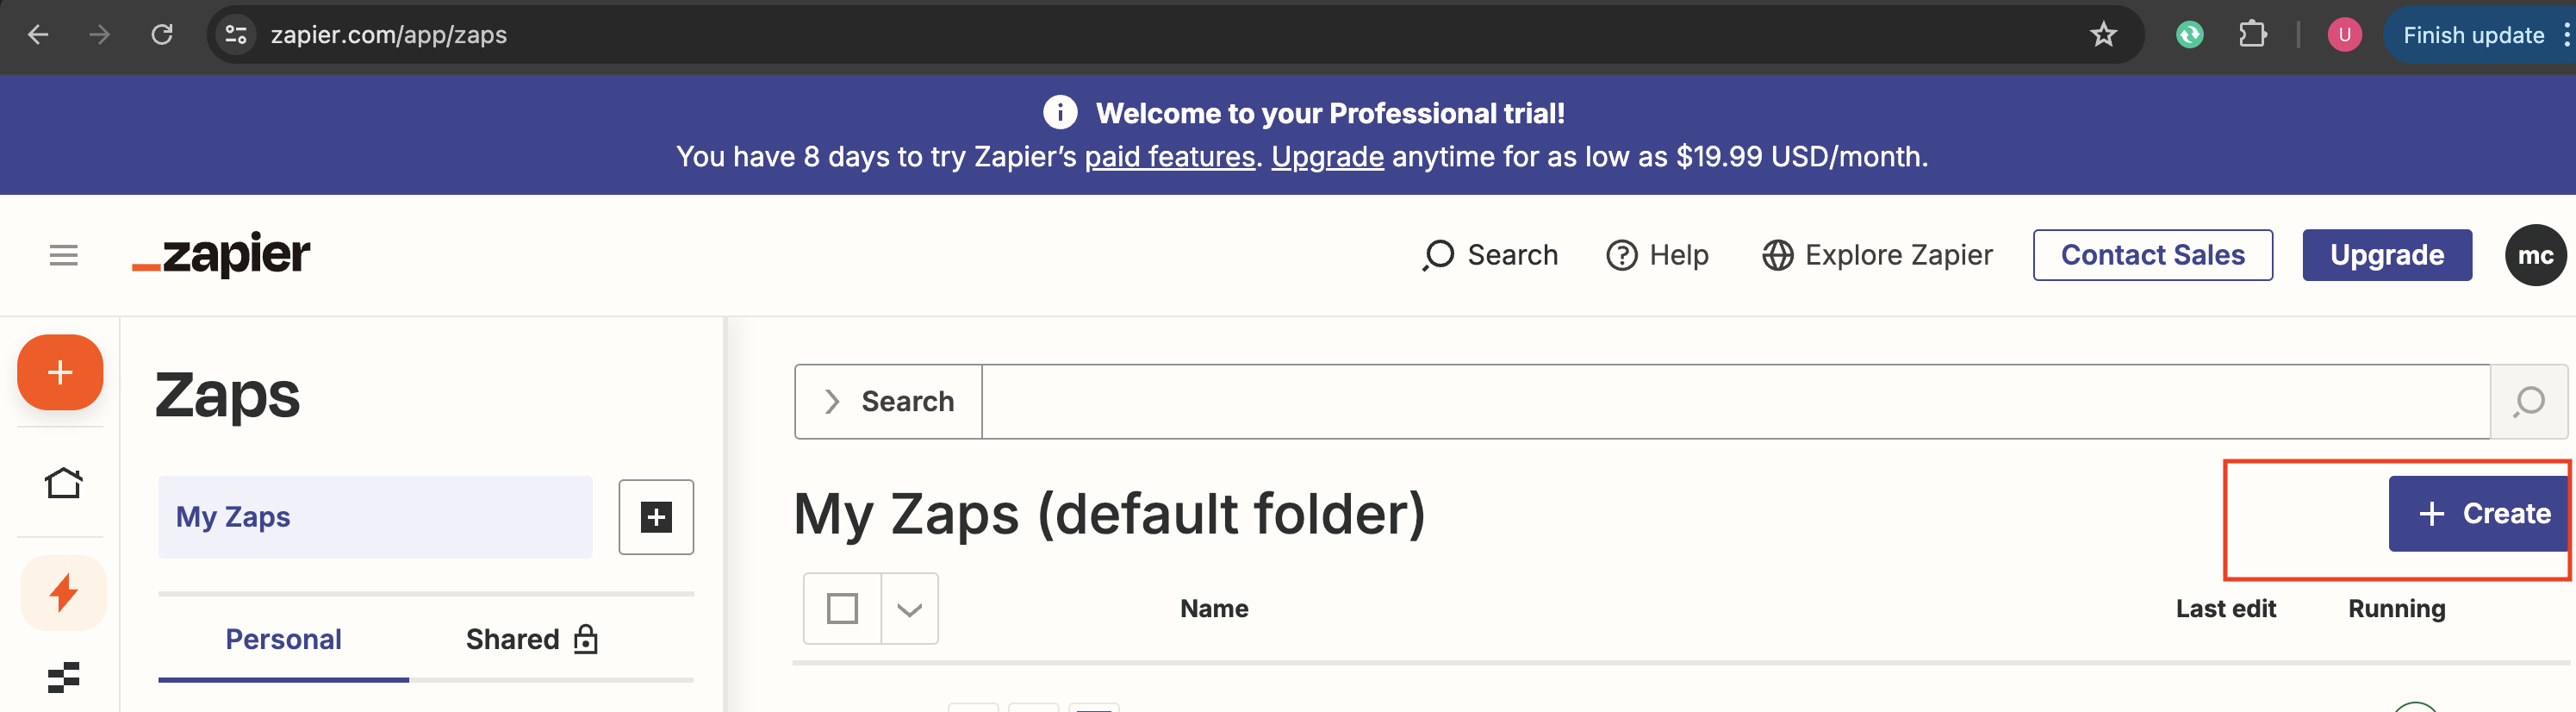 zapier.com/app/zaps
U
Finish update
Welcome to your Professional trial!
You have 8 days to try Zapier’s paid features. Upgrade anytime for as low as $19.99 USD/month.
_zapier
Search
Help
Explore Zapier
Contact Sales
Upgrade
mc
Zaps
My Zaps
Personal
Shared
Search
My Zaps (default folder)
+ Create
Name
Last edit
Running